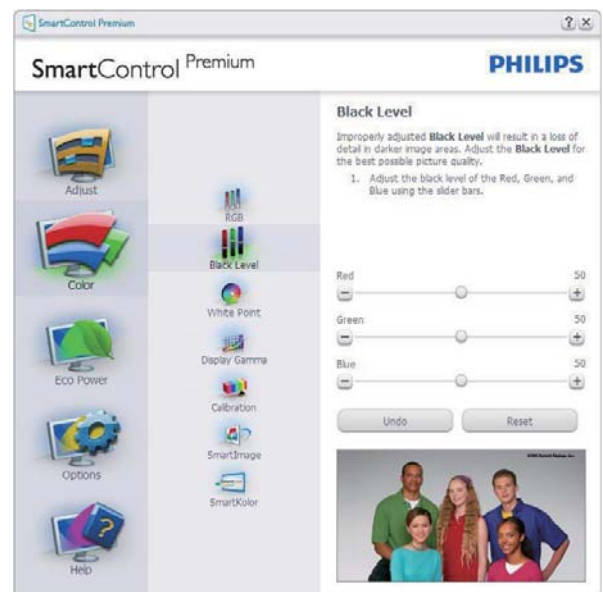 SmartControl Premium
SmartControl Premium
PHILIPS
Adjust
Color
Eco Power
Options
Help
RGB
Black Level
White Point
Display Gamma
Calibration
SmartImage
SmartKolor
Black Level
Improperly adjusted Black Level will result in a loss of
detail in darker image areas. Adjust the Black Level for
the best possible picture quality.
1. Adjust the black level of the Red, Green, and
Blue using the slider bars.
Red 50
Green 50
Blue 50
Undo Reset